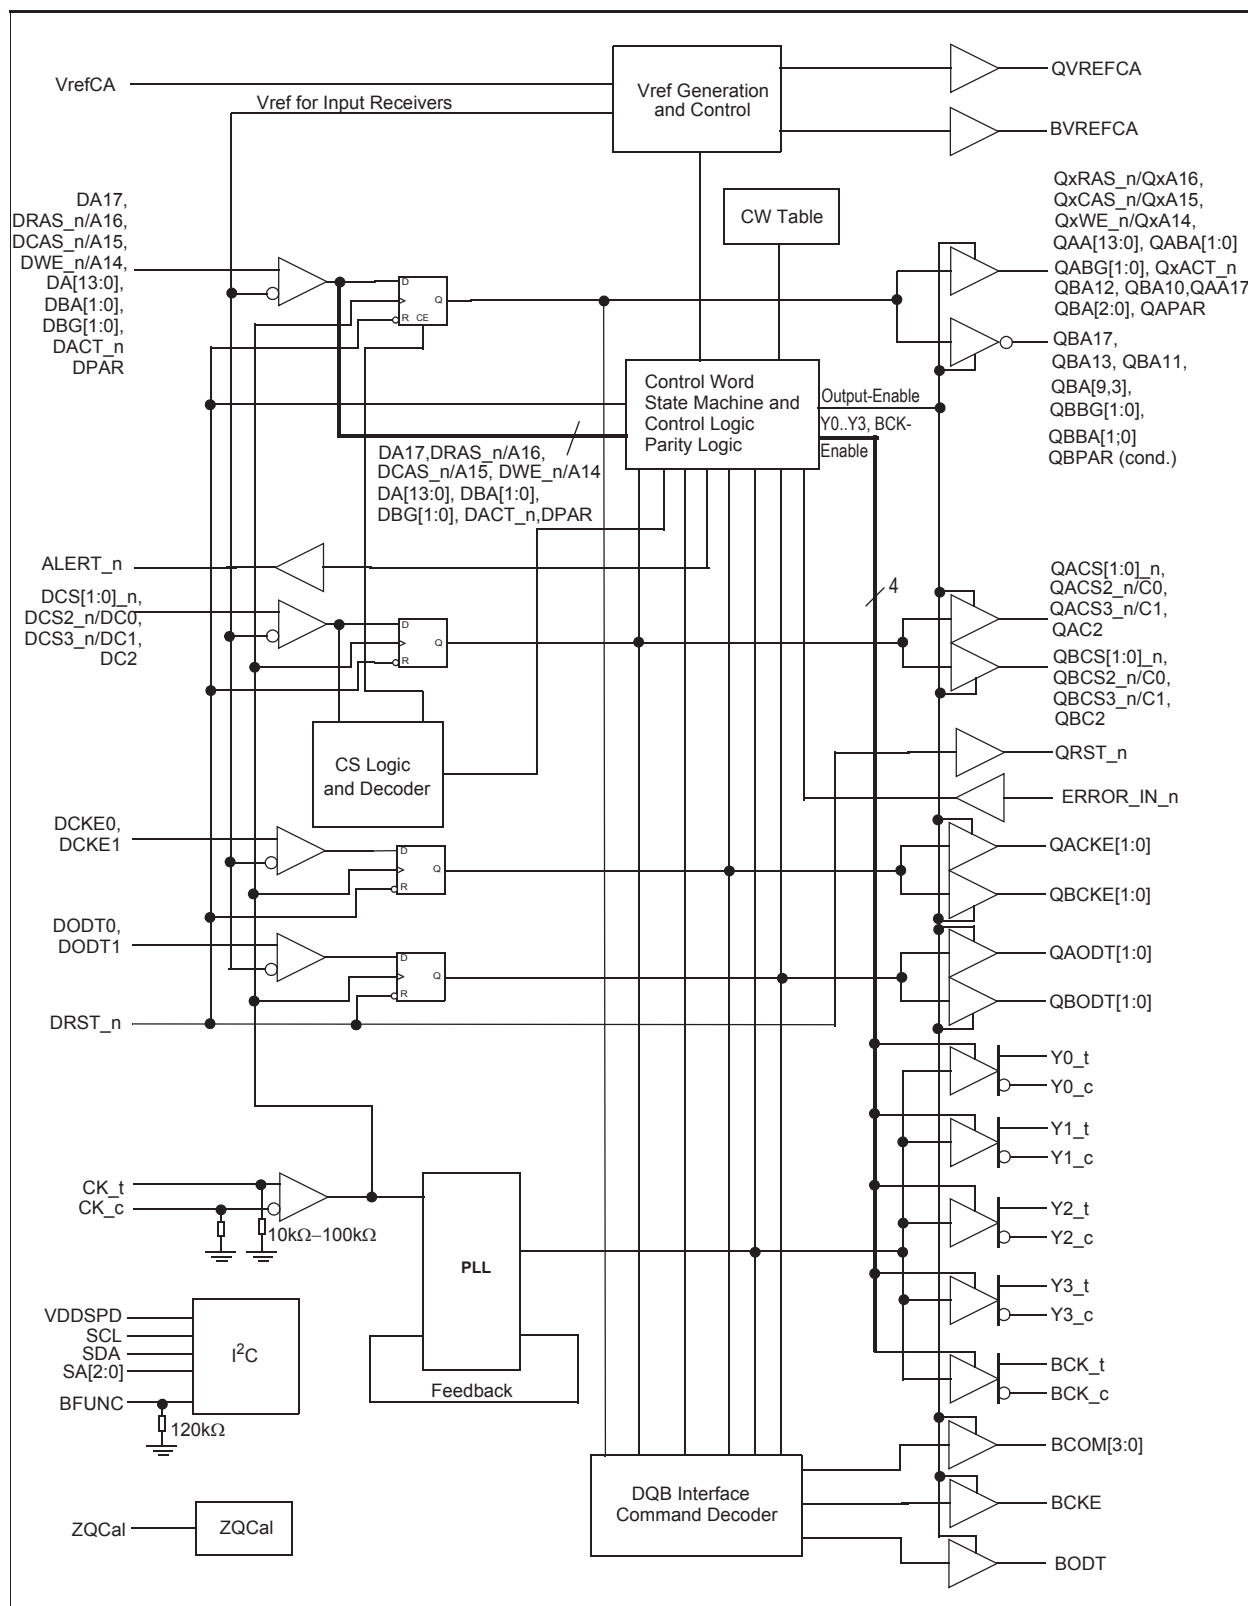 VrefCA
Vref for Input Receivers
Vref Generation
and Control
QVREFCA
BVREFCA
DA17,
DRAS_n/A16,
DCAS_n/A15,
DWE_n/A14,
DA[13:0],
DBA[1:0],
DBG[1:0],
DACT_n
DPAR
D
Q
R CE
CW Table
QxRAS_n/QxA16,
QxCAS_n/QxA15,
QxWE_n/QxA14,
QAA[13:0], QABA[1:0]
QABG[1:0], QxACT_n
QBA12, QBA10,QAA17
QBA[2:0], QAPAR
QBA17,
QBA13, QBA11,
QBA[9,3],
QBBG[1:0],
QBBA[1;0]
QBPAR (cond.)
Control Word
State Machine and
Control Logic
Parity Logic
Output-Enable
Y0..Y3, BCK-
Enable
DA17,DRAS_n/A16,
DCAS_n/A15, DWE_n/A14
DA[13:0], DBA[1:0],
DBG[1:0], DACT_n,DPAR
ALERT_n
4
DCS[1:0]_n,
DCS2_n/DC0,
DCS3_n/DC1,
DC2
D
Q
R
QACS[1:0]_n,
QACS2_n/C0,
QACS3_n/C1,
QAC2
QBCS[1:0]_n,
QBCS2_n/C0,
QBCS3_n/C1,
QBC2
CS Logic
and Decoder
QRST_n
ERROR_IN_n
DCKE0,
DCKE1
D
Q
R
QACKE[1:0]
QBCKE[1:0]
DODT0,
DODT1
D
Q
R
QAODT[1:0]
QBODT[1:0]
DRST_n
Y0_t
Y0_c
Y1_t
Y1_c
CK_t
CK_c
10kΩ–100kΩ
PLL
Feedback
Y2_t
Y2_c
Y3_t
Y3_c
BCK_t
BCK_c
VDDSPD
SCL
SDA
SA[2:0]
BFUNC
I²C
120kΩ
BCOM[3:0]
DQB Interface
Command Decoder
BCKE
BODT
ZQCal
ZQCal